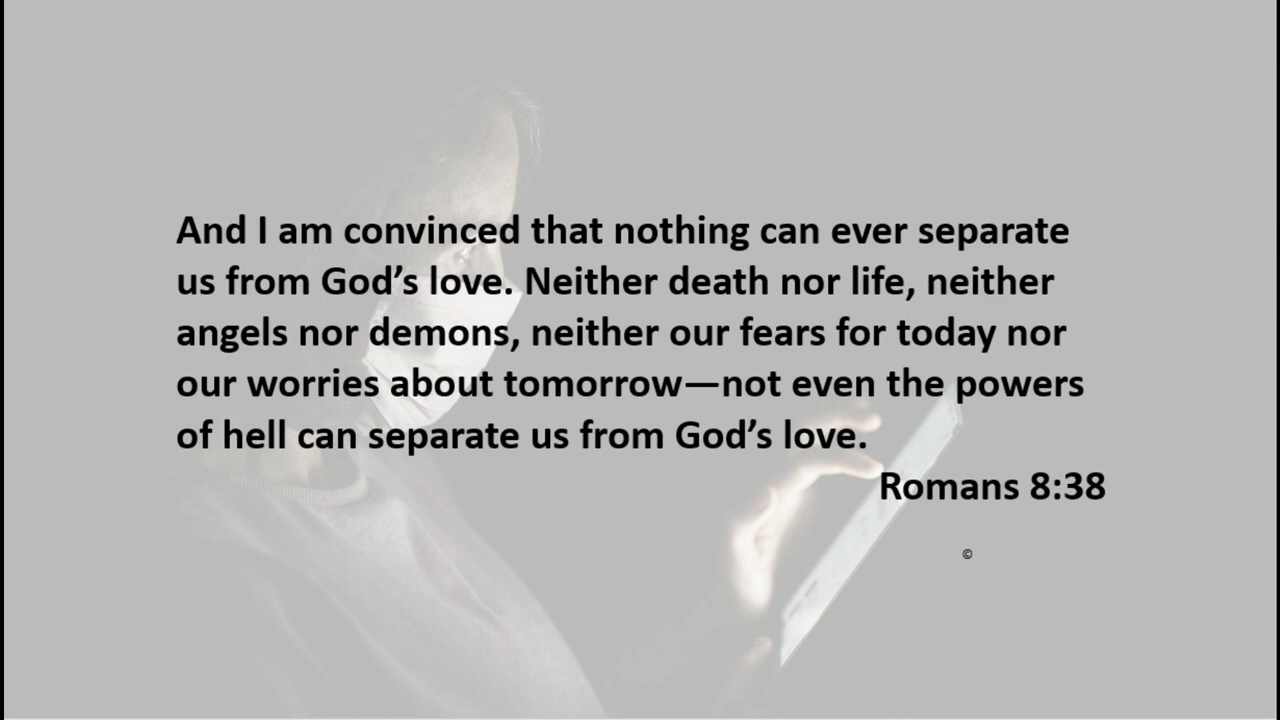 And I am convinced that nothing can ever separate
us from God’s love. Neither death nor life, neither
angels nor demons, neither our fears for today nor
our worries about tomorrow—not even the powers
of hell can separate us from God’s love.
Romans 8:38
©